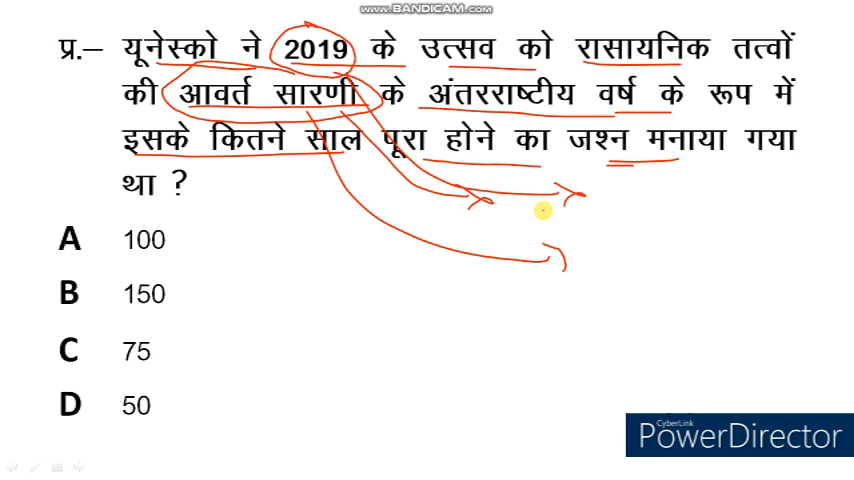 www.BANDICAM.com
प्र.– यूनेस्को ने 2019 के उत्सव को रासायनिक तत्वों
की आवर्त सारणी के अंतरराष्टीय वर्ष के रूप में
इसके कितने साल पूरा होने का जश्न मनाया गया
था ?
A 100
B 150
C 75
D 50
CyberLink
PowerDirector